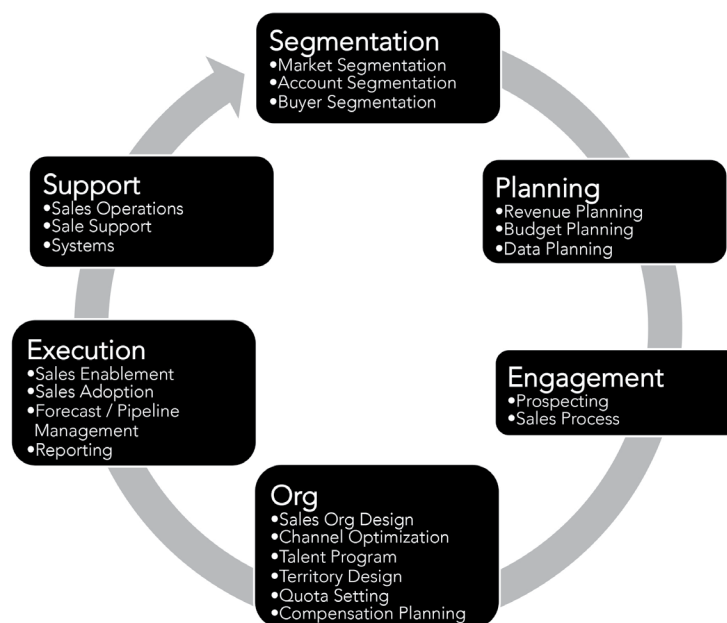 Segmentation
•Market Segmentation
•Account Segmentation
•Buyer Segmentation
Planning
•Revenue Planning
•Budget Planning
•Data Planning
Engagement
•Prospecting
•Sales Process
Org
•Sales Org Design
•Channel Optimization
•Talent Program
•Territory Design
•Quota Setting
•Compensation Planning
Execution
•Sales Enablement
•Sales Adoption
•Forecast / Pipeline
Management
•Reporting
Support
•Sales Operations
•Sale Support
•Systems